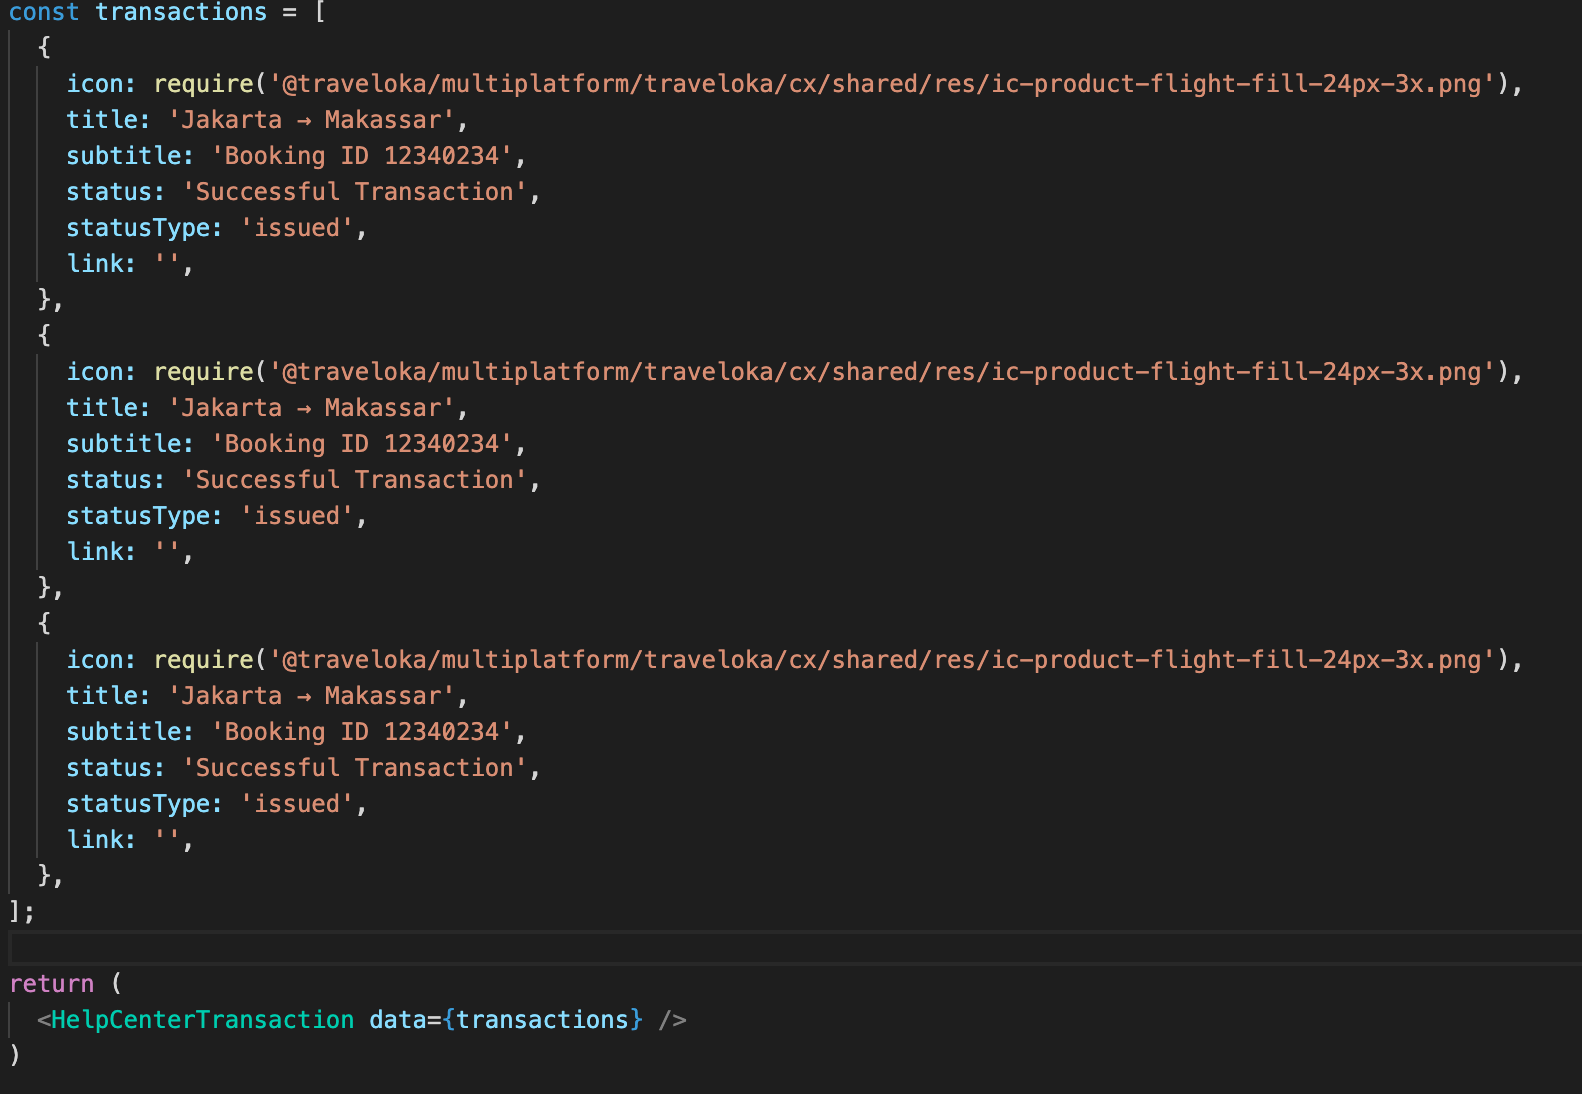 const transactions = [
{
icon: require('@traveloka/multiplatform/traveloka/cx/shared/res/ic-product-flight-fill-24px-3x.png'),
title: 'Jakarta → Makassar',
subtitle: 'Booking ID 12340234',
status: 'Successful Transaction',
statusType: 'issued',
link: '',
},
{
icon: require('@traveloka/multiplatform/traveloka/cx/shared/res/ic-product-flight-fill-24px-3x.png'),
title: 'Jakarta → Makassar',
subtitle: 'Booking ID 12340234',
status: 'Successful Transaction',
statusType: 'issued',
link: '',
},
{
icon: require('@traveloka/multiplatform/traveloka/cx/shared/res/ic-product-flight-fill-24px-3x.png'),
title: 'Jakarta → Makassar',
subtitle: 'Booking ID 12340234',
status: 'Successful Transaction',
statusType: 'issued',
link: '',
},
];
return (
<HelpCenterTransaction data={transactions} />
)